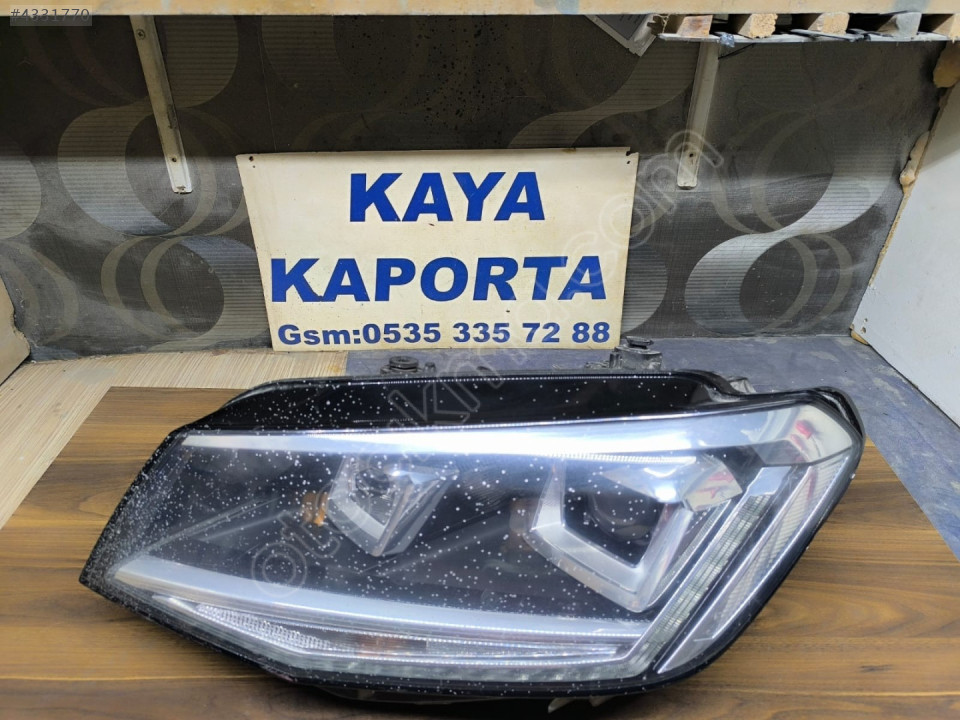 #4331770
KAYA
KAPORTA
Gsm:0535 335 72 88